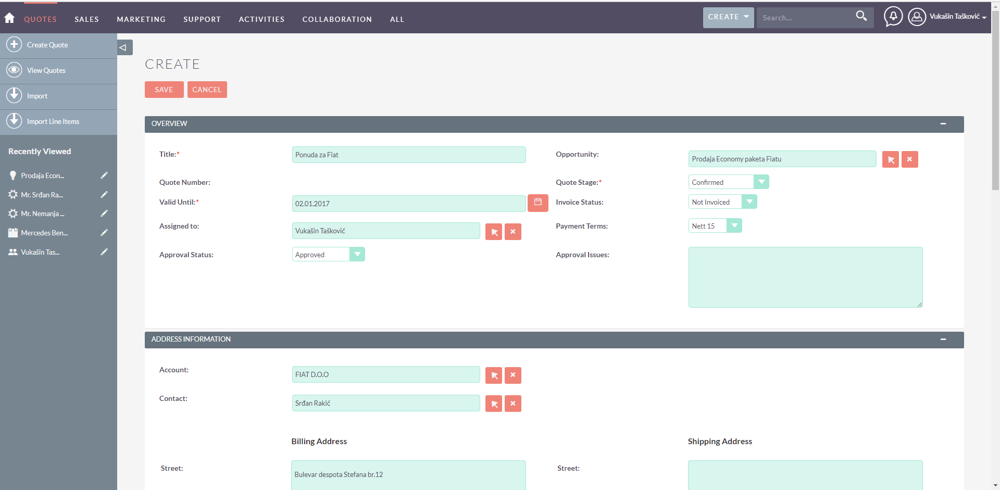 QUOTES SALES MARKETING SUPPORT ACTIVITIES COLLABORATION ALL CREATE Search... Vukašin Tašković
Create Quote
View Quotes
Import
Import Line Items
Recently Viewed
Prodaja Econ...
Mr. Srđan Ra...
Mr. Nemanja ...
Mercedes Ben...
Vukašin Tas...
CREATE
SAVE CANCEL
OVERVIEW
Title:* Ponuda za Fiat Opportunity: Prodaja Economy paketa Fiatu
Quote Number: Quote Stage:* Confirmed
Valid Until:* 02.01.2017 Invoice Status: Not Invoiced
Assigned to: Vukašin Tašković Payment Terms: Nett 15
Approval Status: Approved Approval Issues:
ADDRESS INFORMATION
Account: FIAT D.O.O
Contact: Srđan Rakić
Billing Address Shipping Address
Street: Bulevar despota Stefana br.12 Street: